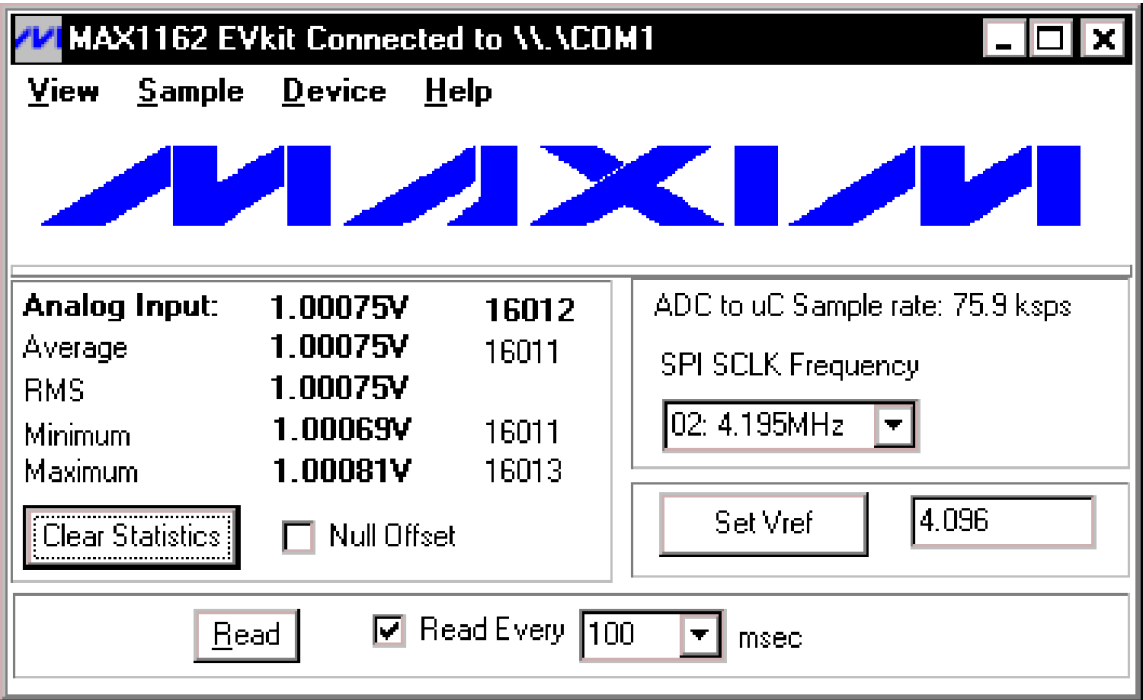 MAX1162 EVkit Connected to \\.\COM1
View Sample Device Help
MAXIM
Analog Input: 1.00075V 16012
Average 1.00075V 16011
RMS 1.00075V
Minimum 1.00069V 16011
Maximum 1.00081V 16013
Clear Statistics Null Offset
ADC to uC Sample rate: 75.9 ksps
SPI SCLK Frequency
02: 4.195MHz
Set Vref 4.096
Read Read Every 100 msec